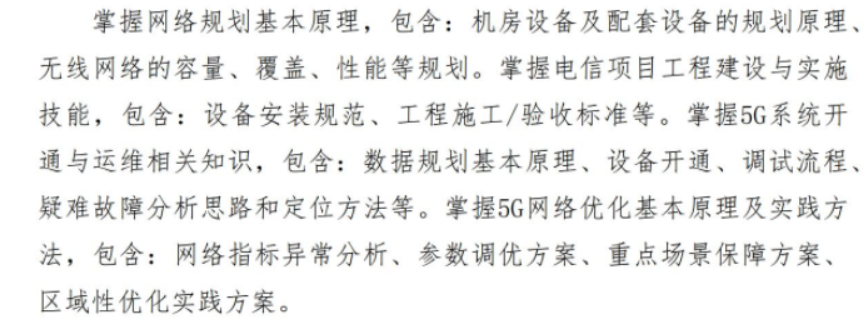 掌握网络规划基本原理，包含：机房设备及配套设备的规划原理、
无线网络的容量、覆盖、性能等规划。掌握电信项目工程建设与实施
技能，包含：设备安装规范、工程施工/验收标准等。掌握5G系统开
通与运维相关知识，包含：数据规划基本原理、设备开通、调试流程、
疑难故障分析思路和定位方法等。掌握5G网络优化基本原理及实践方
法，包含：网络指标异常分析、参数调优方案、重点场景保障方案、
区域性优化实践方案。